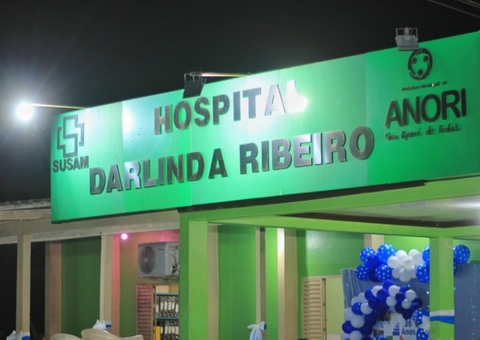 HOSPITAL
DARLINDA RIBEIRO
SUSAM
ANORI